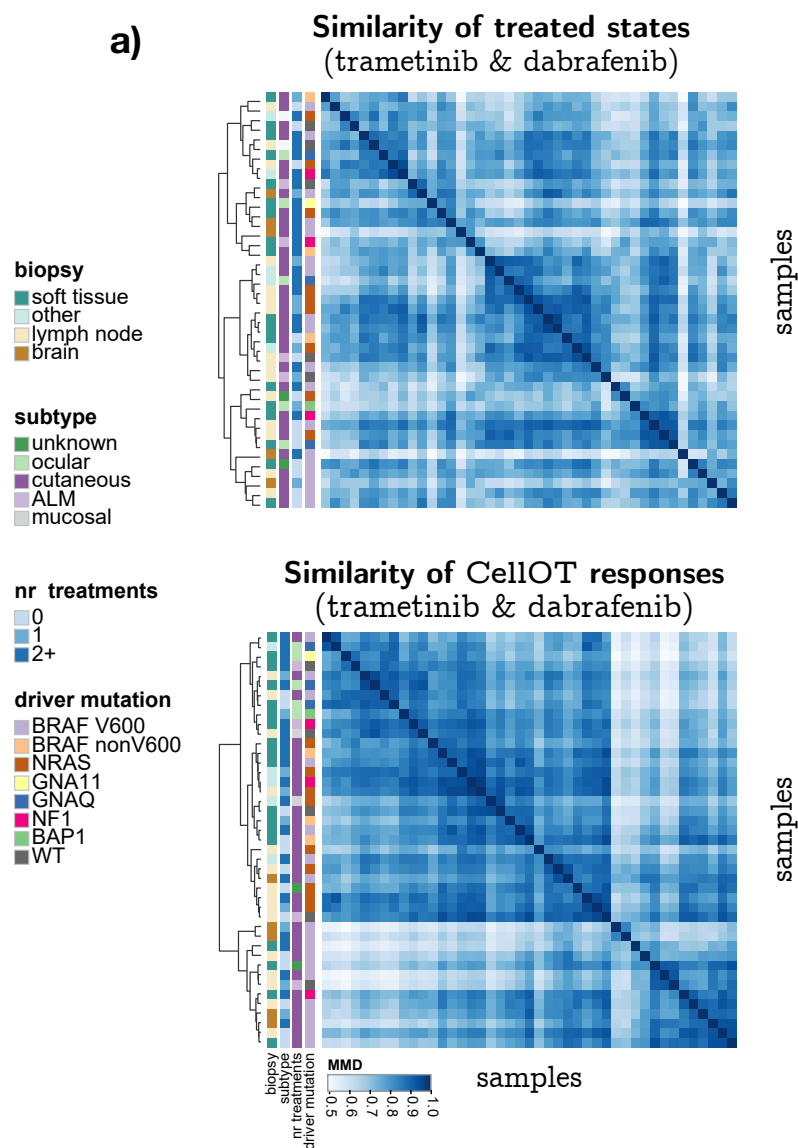 a)
Similarity of treated states
(trametinib & dabrafenib)
samples
biopsy
soft tissue
other
lymph node
brain
subtype
unknown
ocular
cutaneous
ALM
mucosal
nr treatments
0
1
2+
driver mutation
BRAF V600
BRAF nonV600
NRAS
GNA11
GNAQ
NF1
BAP1
WT
Similarity of CellOT responses
(trametinib & dabrafenib)
samples
biopsy
subtype
nr treatments
driver mutation
MMD
0.5
0.6
0.7
0.8
0.9
1.0
samples